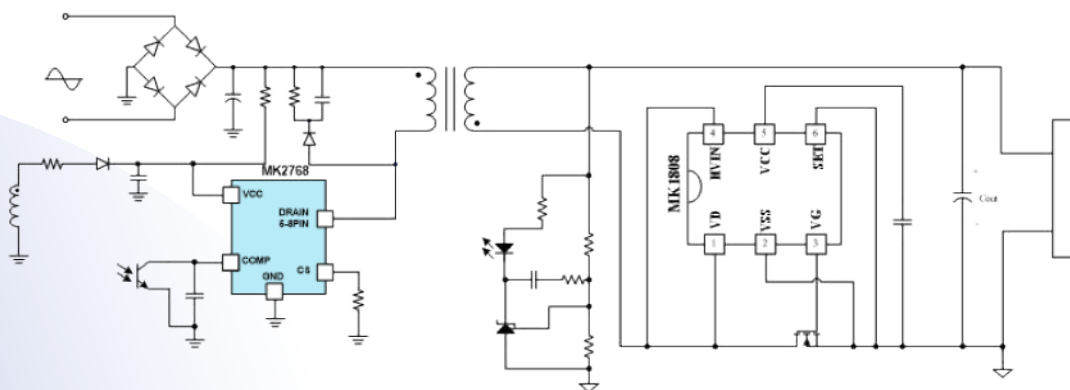 MK2768
VCC
DRAIN
5-8PIN
COMP
CS
GND
MK1808
4
5
6
HVIN
VCC
SET
VD
VSS
VG
1
2
3
Cout